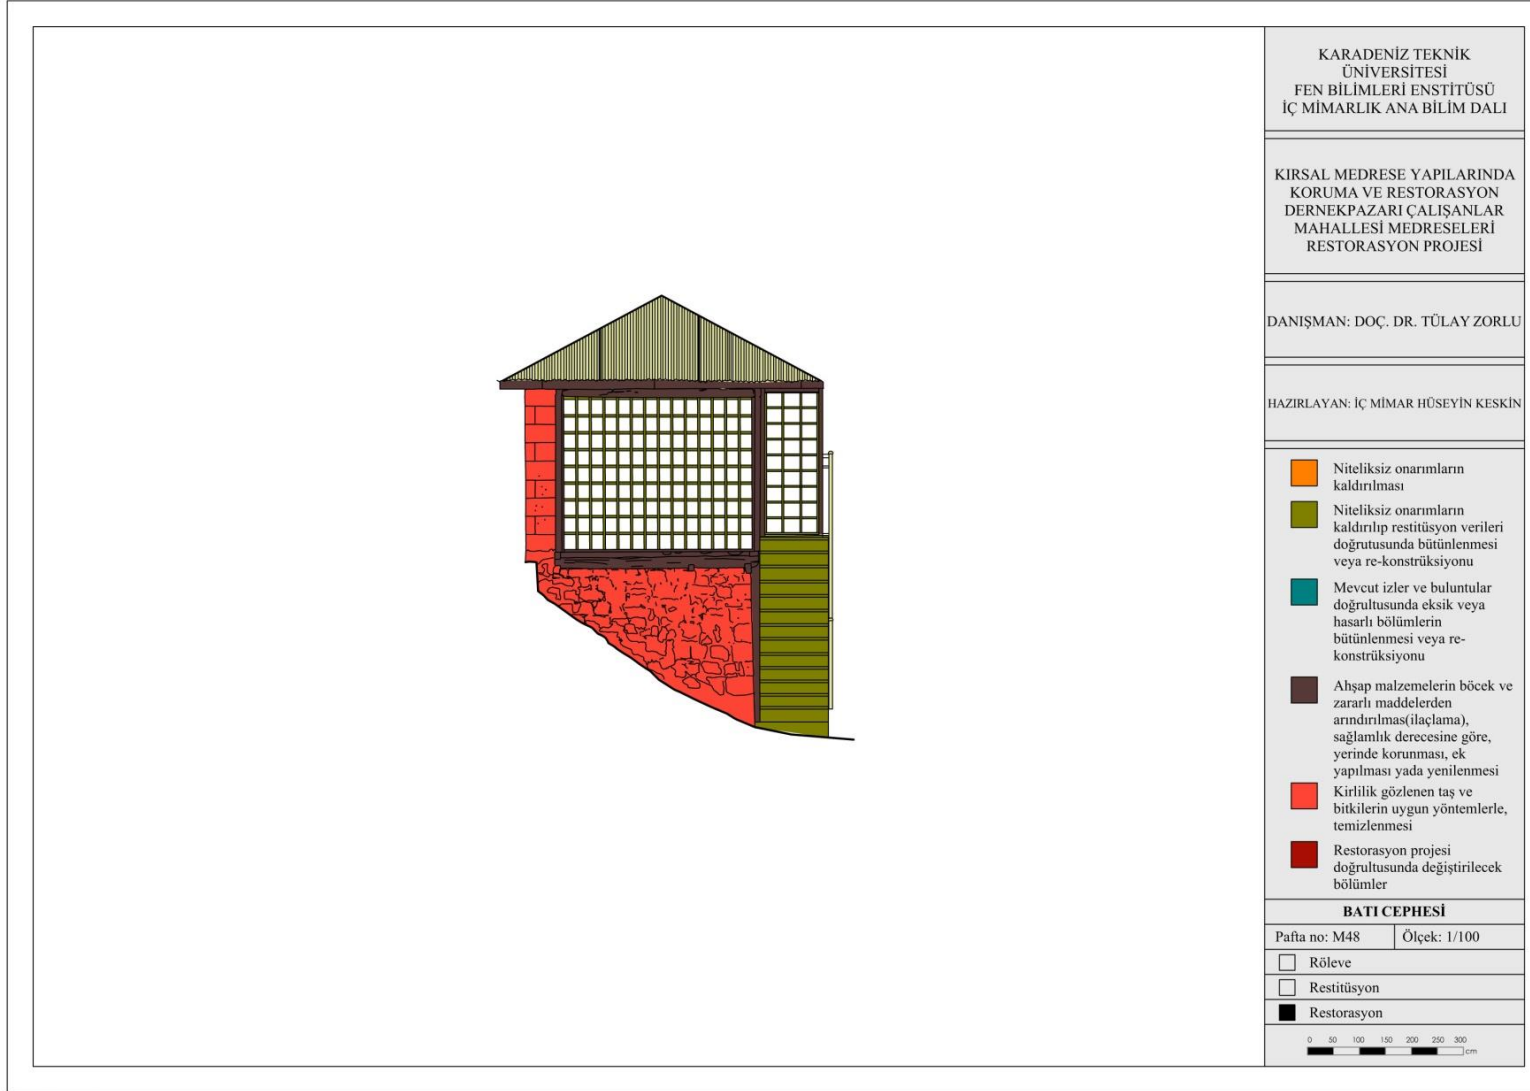 KARADENİZ TEKNİK
ÜNİVERSİTESİ
FEN BİLİMLERİ ENSTİTÜSÜ
İÇ MİMARLIK ANA BİLİM DALI
KIRSAL MEDRESE YAPILARINDA
KORUMA VE RESTORASYON
DERNEKPAZARI ÇALIŞANLAR
MAHALLESİ MEDRESELERİ
RESTORASYON PROJESİ
DANIŞMAN: DOÇ. DR. TÜLAY ZORLU
HAZIRLAYAN: İÇ MİMAR HÜSEYİN KESKİN
Niteliksiz onarımların
kaldırılması
Niteliksiz onarımların
kaldırılıp restitüsyon verileri
doğrutusunda bütünlenmesi
veya re-konstrüksiyonu
Mevcut izler ve buluntular
doğrultusunda eksik veya
hasarlı bölümlerin
bütünlenmesi veya re-
konstrüksiyonu
Ahşap malzemelerin böcek ve
zararlı maddelerden
arındırılması(ilaçlama),
sağlamlık derecesine göre,
yerinde korunması, ek
yapılması yada yenilenmesi
Kirlilik gözlenen taş ve
bitkilerin uygun yöntemlerle,
temizlenmesi
Restorasyon projesi
doğrultusunda değiştirilecek
bölümler
BATI CEPHESİ
Pafta no: M48 Ölçek: 1/100
Röleve
Restitüsyon
Restorasyon
0 50 100 150 200 250 300
cm